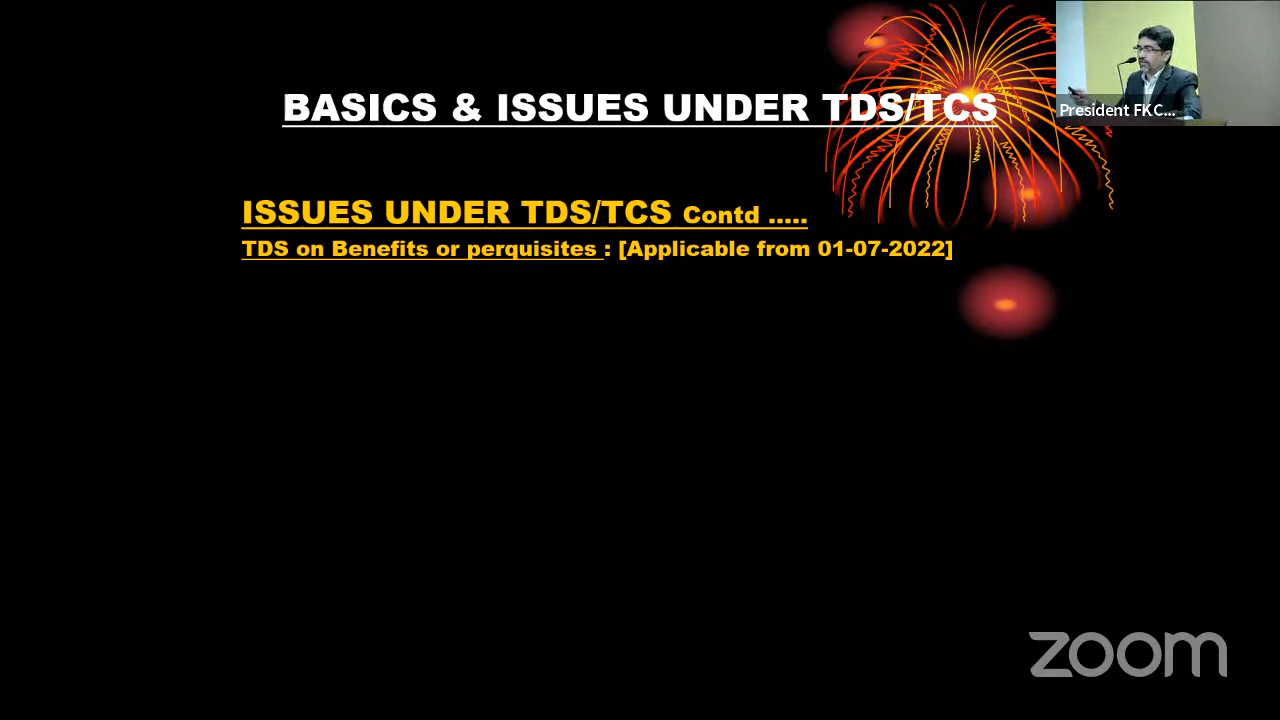 BASICS & ISSUES UNDER TDS/TCS
President FKC...
ISSUES UNDER TDS/TCS Contd .....
TDS on Benefits or perquisites : [Applicable from 01-07-2022]
zoom